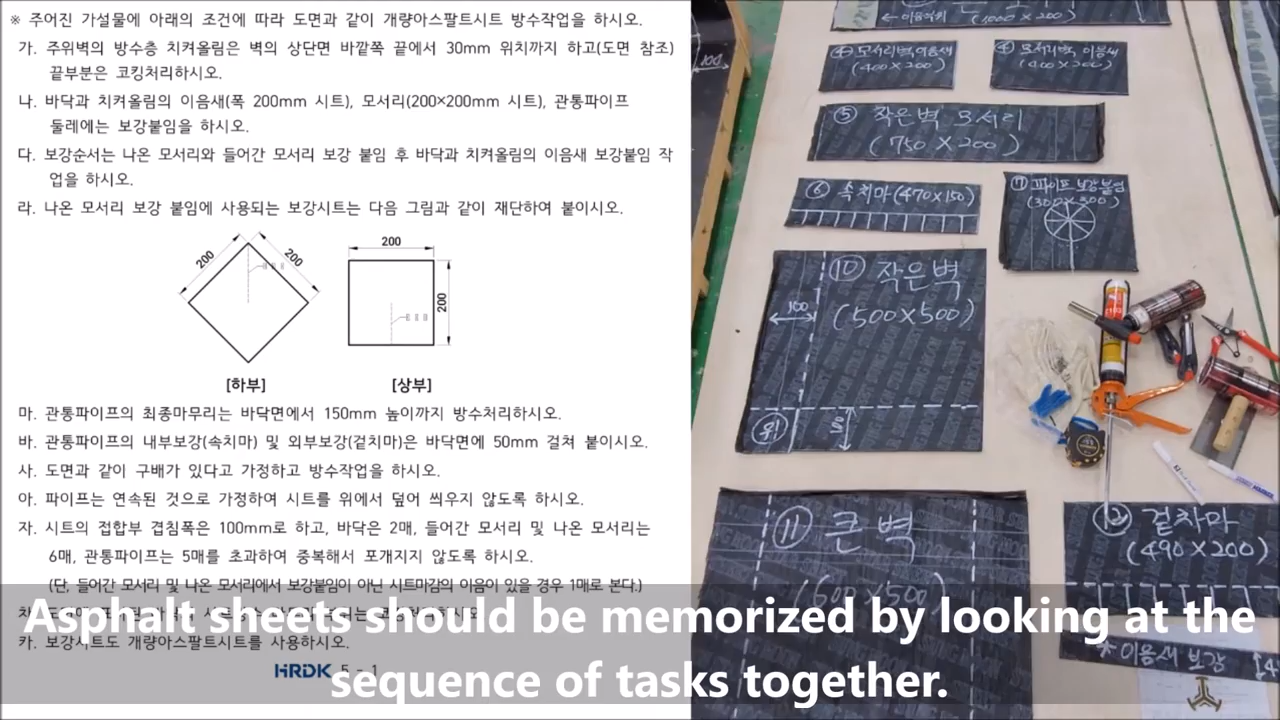 ※ 주어진 가설물에 아래의 조건에 따라 도면과 같이 개량아스팔트시트 방수작업을 하시오.
가. 주위벽의 방수층 치켜올림은 벽의 상단면 바깥폭 끝에서 30mm 위치까지 하고(도면 참조)
끝부분은 코킹처리하시오.
나. 바닥과 치켜올림의 이음새(폭 200mm 시트), 모서리(200×200mm 시트), 관통파이프
둘레에는 보강붙임을 하시오.
다. 보강순서는 나온 모서리와 들어간 모서리 보강 붙임 후 바닥과 치켜올림의 이음새 보강붙임 작
업을 하시오.
라. 나온 모서리 보강 붙임에 사용되는 보강시트는 다음 그림과 같이 재단하여 붙이시오.
200
200
200
200
[하부]
[상부]
마. 관통파이프의 최종마무리는 바닥면에서 150mm 높이까지 방수처리하시오.
바. 관통파이프의 내부보강(속치마) 및 외부보강(겉치마)은 바닥면에 50mm 걸쳐 붙이시오.
사. 도면과 같이 구배가 있다고 가정하고 방수작업을 하시오.
아. 파이프는 연속된 것으로 가정하여 시트를 위에서 덮어 씌우지 않도록 하시오.
자. 시트의 접합부 겹침폭은 100mm로 하고, 바닥은 2매, 들어간 모서리 및 나온 모서리는
6매, 관통파이프는 5매를 초과하여 중복해서 포개지지 않도록 하시오.
(단, 들어간 모서리 및 나온 모서리에서 보강붙임이 아닌 시트마감의 이음이 있을 경우 1매로 본다.)
카. 보강시트도 개량아스팔트시트를 사용하시오.
HRDK 5 - 1
(1000 × 200)
100
④ 모서리벽 이음새
(400×200)
④ 모서리벽 이음새
(400×200)
⑤ 작은벽 모서리
(750 × 200)
⑥ 속치마(470×150)
⑦ 파이프 보강붙임
(300×300)
⑩ 작은벽
(500×500)
100
위
100
⑪ 큰벽
(600×500)
⑫ 겉치마
(490×200)
* 이음새 보강
Asphalt sheets should be memorized by looking at the
sequence of tasks together.